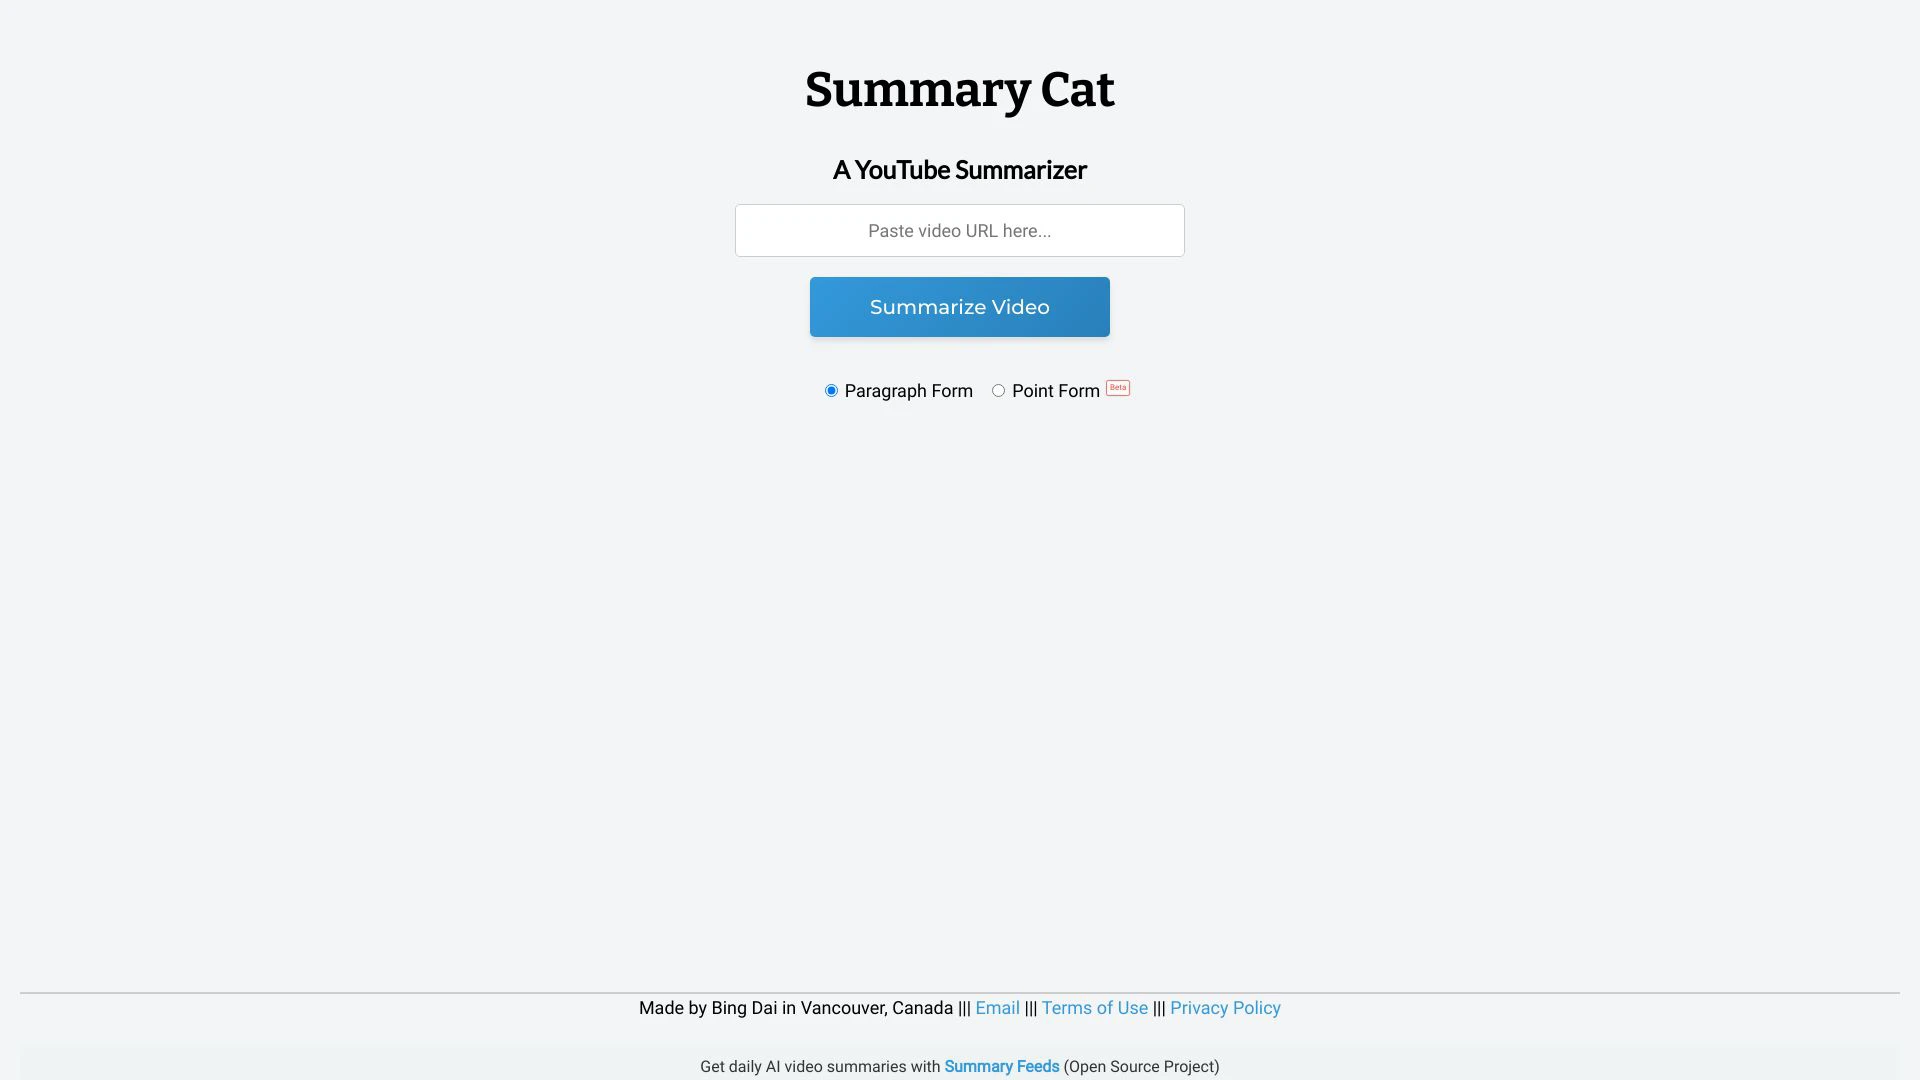 Summary Cat
A YouTube Summarizer
Paste video URL here...
Summarize Video
Paragraph Form Point Form Beta
Made by Bing Dai in Vancouver, Canada ||| Email ||| Terms of Use ||| Privacy Policy
Get daily AI video summaries with Summary Feeds (Open Source Project)